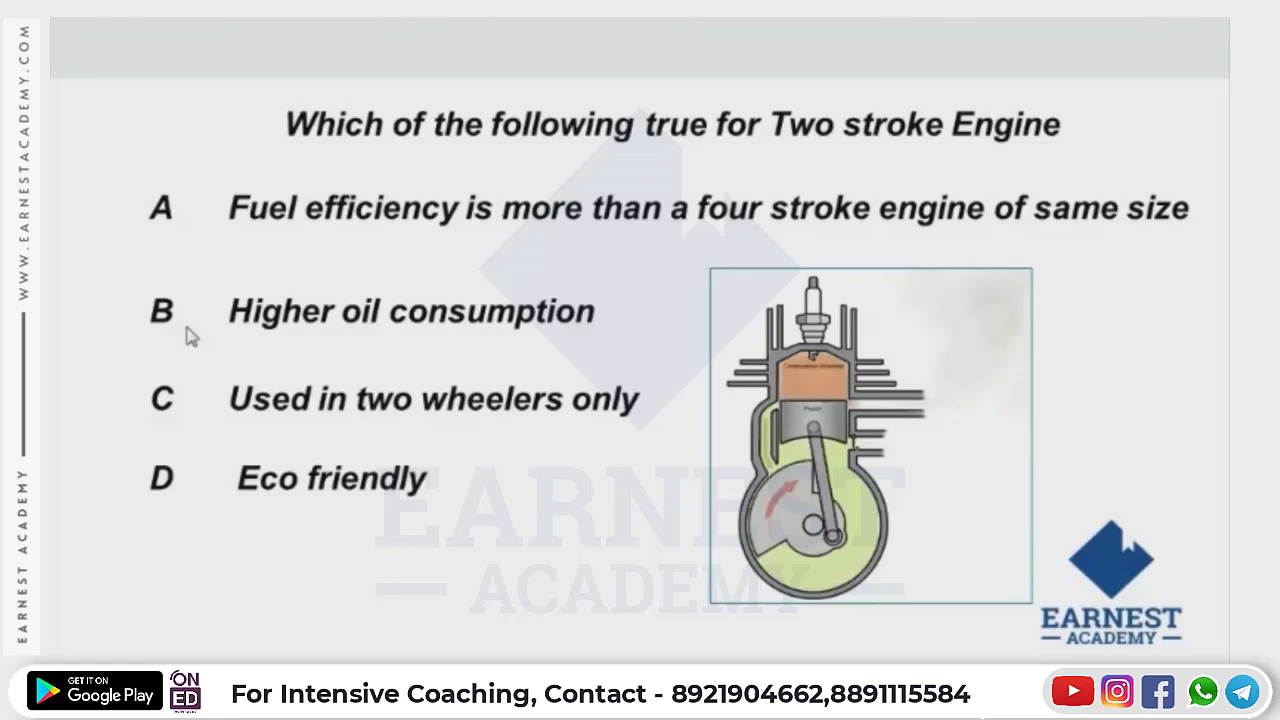 WWW.EARNESTACADEMY.COM
EARNEST ACADEMY
Which of the following true for Two stroke Engine
A Fuel efficiency is more than a four stroke engine of same size
B Higher oil consumption
C Used in two wheelers only
D Eco friendly
Piston
EARNEST
ACADEMY
EARNEST
ACADEMY
GET IT ON
Google Play
ON
ED
For Intensive Coaching, Contact - 8921904662,8891115584